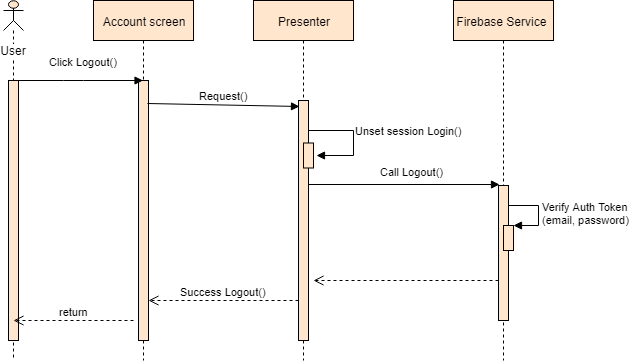 Account screen
Presenter
Firebase Service
User
Click Logout()
Request()
Unset session Login()
Call Logout()
Verify Auth Token
(email, password)
Success Logout()
return